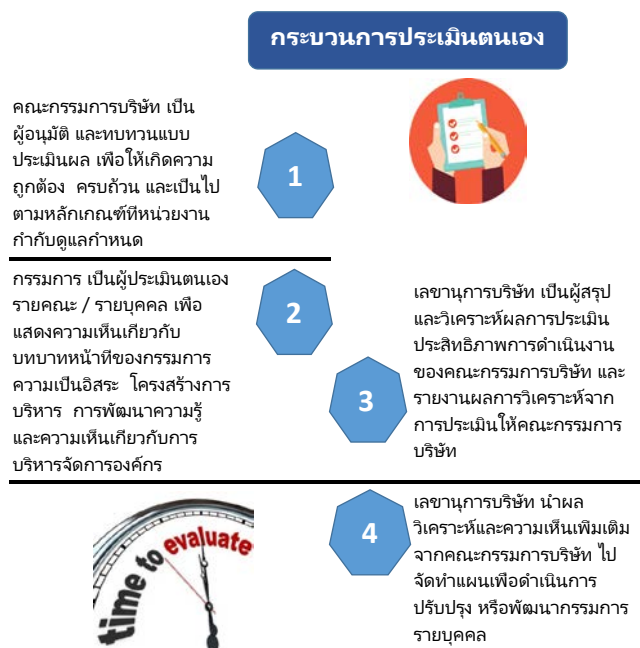 กระบวนการประเมินตนเอง
คณะกรรมการบริษัท เป็น
ผู้อนุมัติ และทบทวนแบบ
ประเมินผล เพื่อให้เกิดความ
ถูกต้อง ครบถ้วน และเป็นไป
ตามหลักเกณฑ์ที่หน่วยงาน
กำกับดูแลกำหนด
1
กรรมการ เป็นผู้ประเมินตนเอง
รายคณะ / รายบุคคล เพื่อ
แสดงความเห็นเกี่ยวกับ
บทบาทหน้าที่ของกรรมการ
ความเป็นอิสระ โครงสร้างการ
บริหาร การพัฒนาความรู้
และความเห็นเกี่ยวกับการ
บริหารจัดการองค์กร
2
3
เลขานุการบริษัท เป็นผู้สรุป
และวิเคราะห์ผลการประเมิน
ประสิทธิภาพการดำเนินงาน
ของคณะกรรมการบริษัท และ
รายงานผลการวิเคราะห์จาก
การประเมินให้คณะกรรมการ
บริษัท
time to evaluate
4
เลขานุการบริษัท นำผล
วิเคราะห์และความเห็นเพิ่มเติม
จากคณะกรรมการบริษัท ไป
จัดทำแผนเพื่อดำเนินการ
ปรับปรุง หรือพัฒนากรรมการ
รายบุคคล